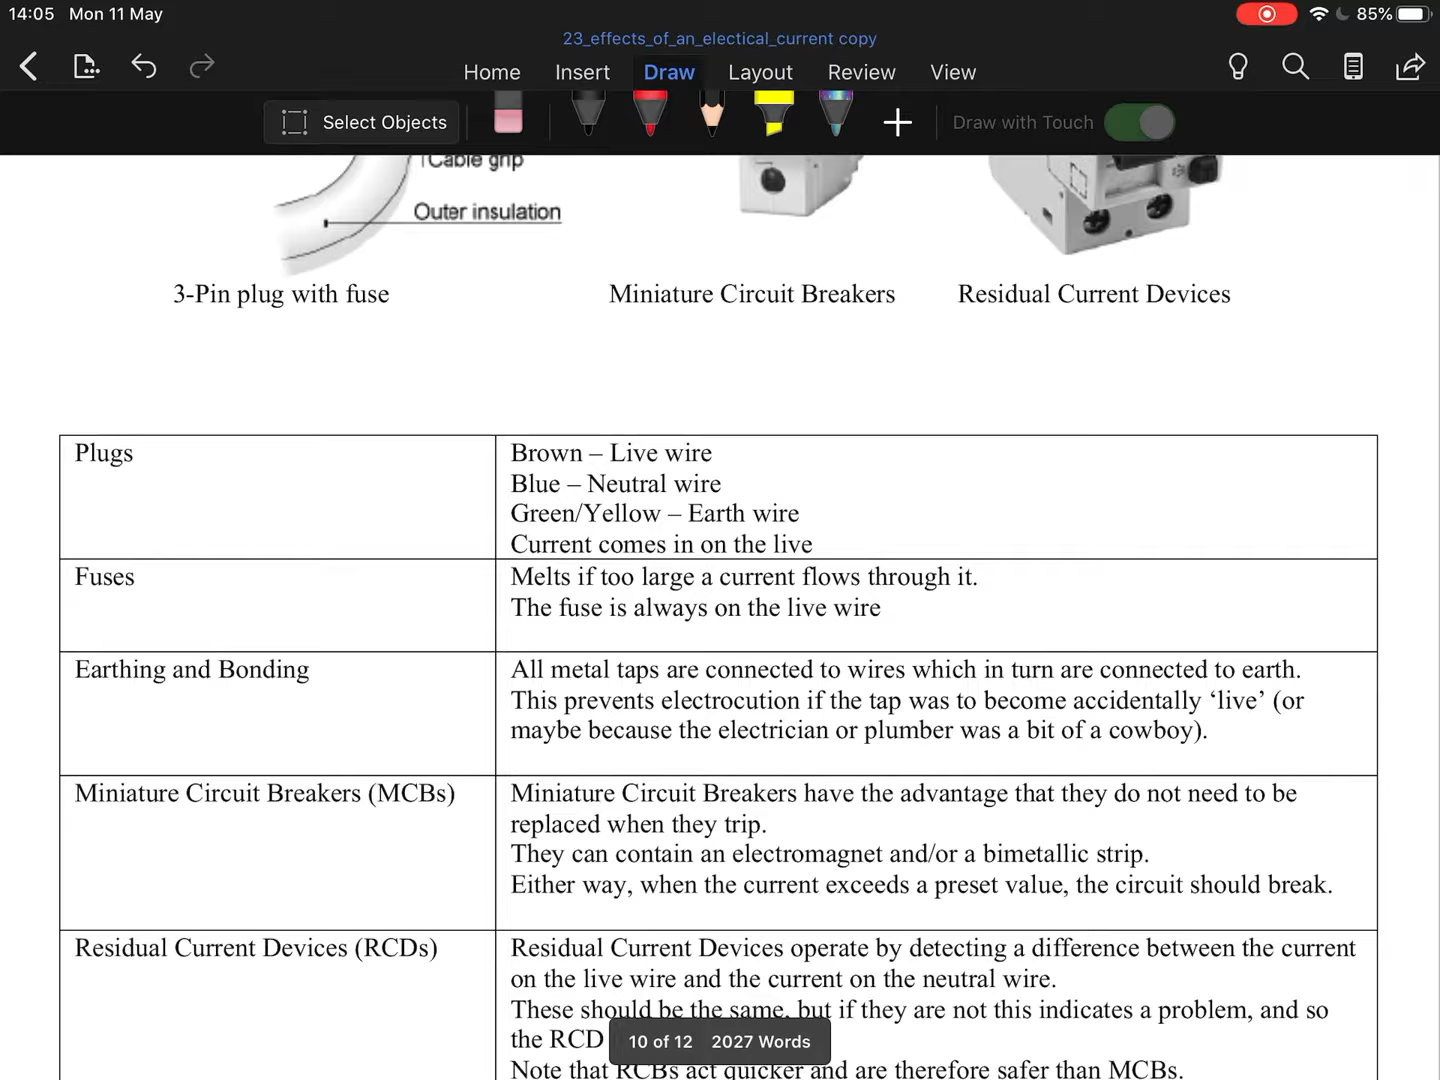 14:05 Mon 11 May
85%
23_effects_of_an_electical_current copy
Home Insert Draw Layout Review View
Select Objects
Draw with Touch
Cable grip
Outer insulation
3-Pin plug with fuse
Miniature Circuit Breakers
Residual Current Devices
Plugs
Brown – Live wire
Blue – Neutral wire
Green/Yellow – Earth wire
Current comes in on the live
Fuses
Melts if too large a current flows through it.
The fuse is always on the live wire
Earthing and Bonding
All metal taps are connected to wires which in turn are connected to earth.
This prevents electrocution if the tap was to become accidentally ‘live’ (or
maybe because the electrician or plumber was a bit of a cowboy).
Miniature Circuit Breakers (MCBs)
Miniature Circuit Breakers have the advantage that they do not need to be
replaced when they trip.
They can contain an electromagnet and/or a bimetallic strip.
Either way, when the current exceeds a preset value, the circuit should break.
Residual Current Devices (RCDs)
Residual Current Devices operate by detecting a difference between the current
on the live wire and the current on the neutral wire.
These should be the same, but if they are not this indicates a problem, and so
the RCD
Note that RCBs act quicker and are therefore safer than MCBs.
10 of 12 2027 Words